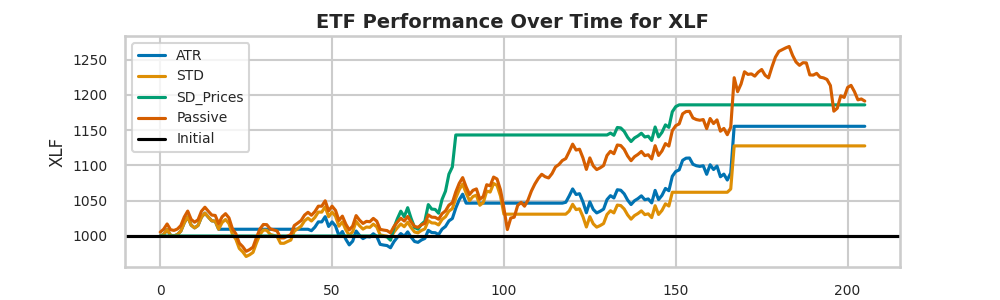 ETF Performance Over Time for XLF
XLF
1250
1200
1150
1100
1050
1000
ATR
STD
SD_Prices
Passive
Initial
0
50
100
150
200